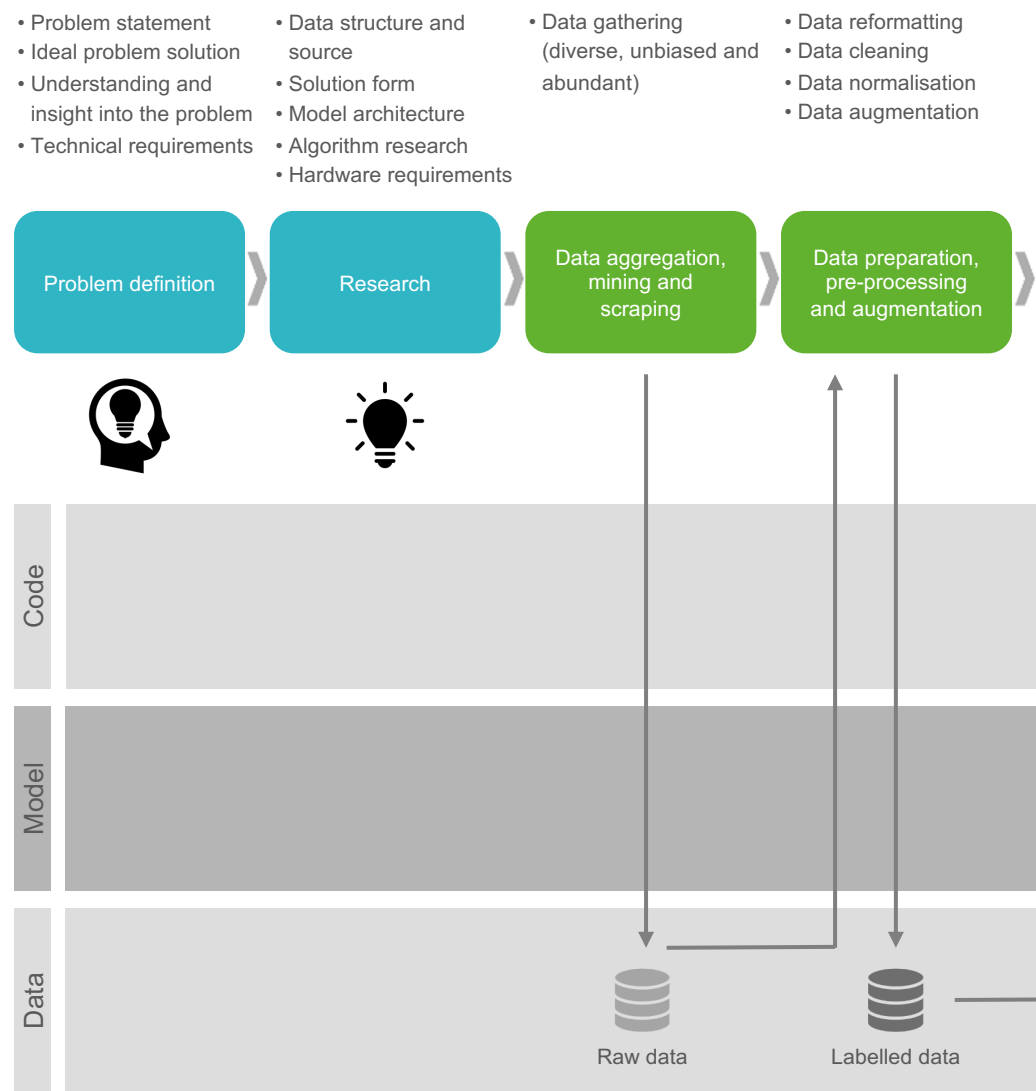 • Problem statement
• Ideal problem solution
• Understanding and
insight into the problem
• Technical requirements
• Data structure and
source
• Solution form
• Model architecture
• Algorithm research
• Hardware requirements
• Data gathering
(diverse, unbiased and
abundant)
• Data reformatting
• Data cleaning
• Data normalisation
• Data augmentation
Problem definition
Research
Data aggregation,
mining and
scraping
Data preparation,
pre-processing
and augmentation
Code
Model
Data
Raw data
Labelled data